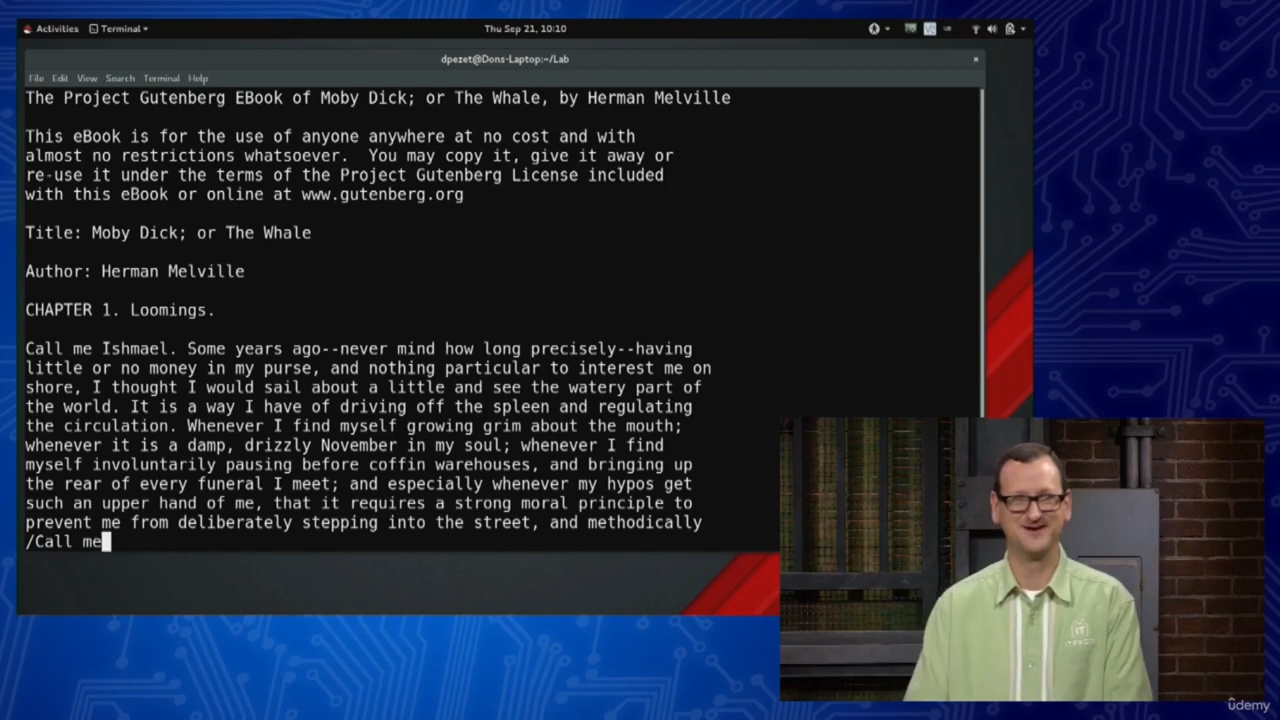 Activities Terminal Thu Sep 21, 10:10
dpezet@Dons-Laptop:~/Lab
File Edit View Search Terminal Help
The Project Gutenberg EBook of Moby Dick; or The Whale, by Herman Melville
This eBook is for the use of anyone anywhere at no cost and with
almost no restrictions whatsoever.  You may copy it, give it away or
re-use it under the terms of the Project Gutenberg License included
with this eBook or online at www.gutenberg.org
Title: Moby Dick; or The Whale
Author: Herman Melville
CHAPTER 1. Loomings.
Call me Ishmael. Some years ago--never mind how long precisely--having
little or no money in my purse, and nothing particular to interest me on
shore, I thought I would sail about a little and see the watery part of
the world. It is a way I have of driving off the spleen and regulating
the circulation. Whenever I find myself growing grim about the mouth;
whenever it is a damp, drizzly November in my soul; whenever I find
myself involuntarily pausing before coffin warehouses, and bringing up
the rear of every funeral I meet; and especially whenever my hypos get
such an upper hand of me, that it requires a strong moral principle to
prevent me from deliberately stepping into the street, and methodically
/Call me
IT
udemy